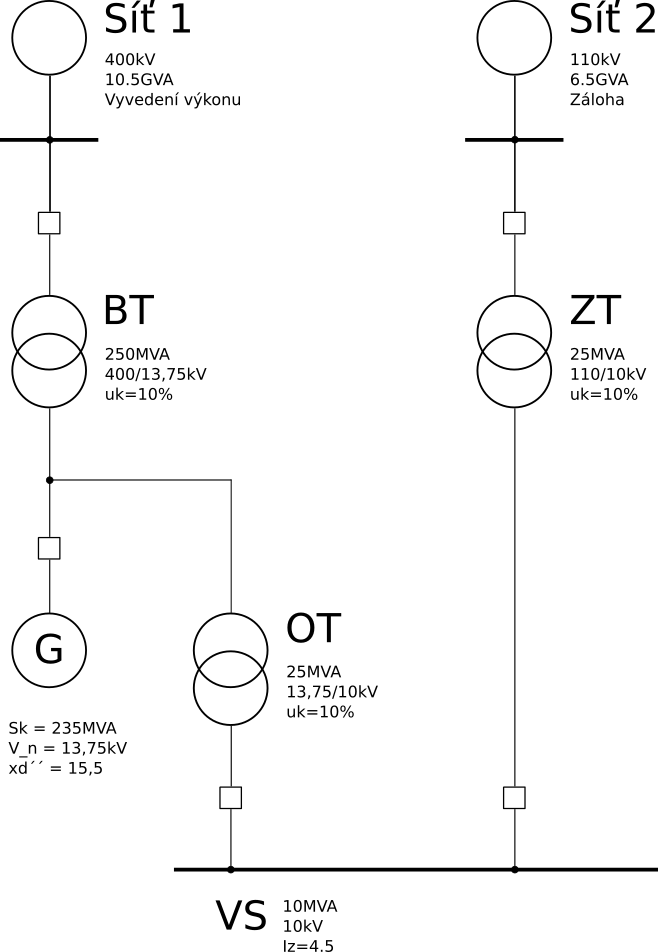 Síť 1
400kV
10.5GVA
Vyvedení výkonu
Síť 2
110kV
6.5GVA
Záloha
BT
250MVA
400/13,75kV
uk=10%
ZT
25MVA
110/10kV
uk=10%
G
Sk = 235MVA
V_n = 13,75kV
xd´´ = 15,5
OT
25MVA
13,75/10kV
uk=10%
VS
10MVA
10kV
Iz=4.5